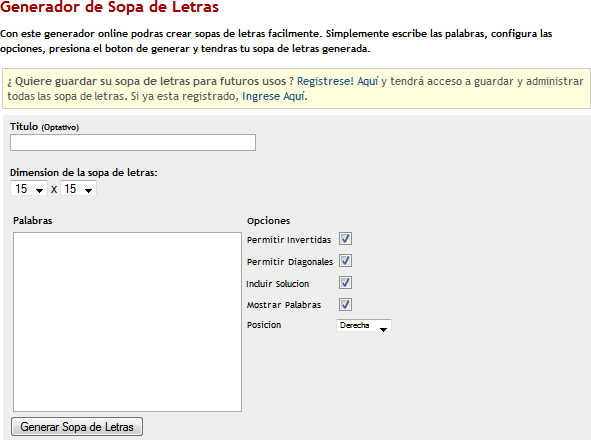 Generador de Sopa de Letras
Con este generador online podras crear sopas de letras facilmente. Simplemente escribe las palabras, configura las
opciones, presiona el boton de generar y tendras tu sopa de letras generada.
¿ Quiere guardar su sopa de letras para futuros usos ? Registrese! Aquí y tendrá acceso a guardar y administrar
todas las sopa de letras. Si ya esta registrado, Ingrese Aquí.
Titulo (Optativo)
Dimension de la sopa de letras:
15 x 15
Palabras
Opciones
Permitir Invertidas
Permitir Diagonales
Incluir Solucion
Mostrar Palabras
Posicion Derecha
Generar Sopa de Letras